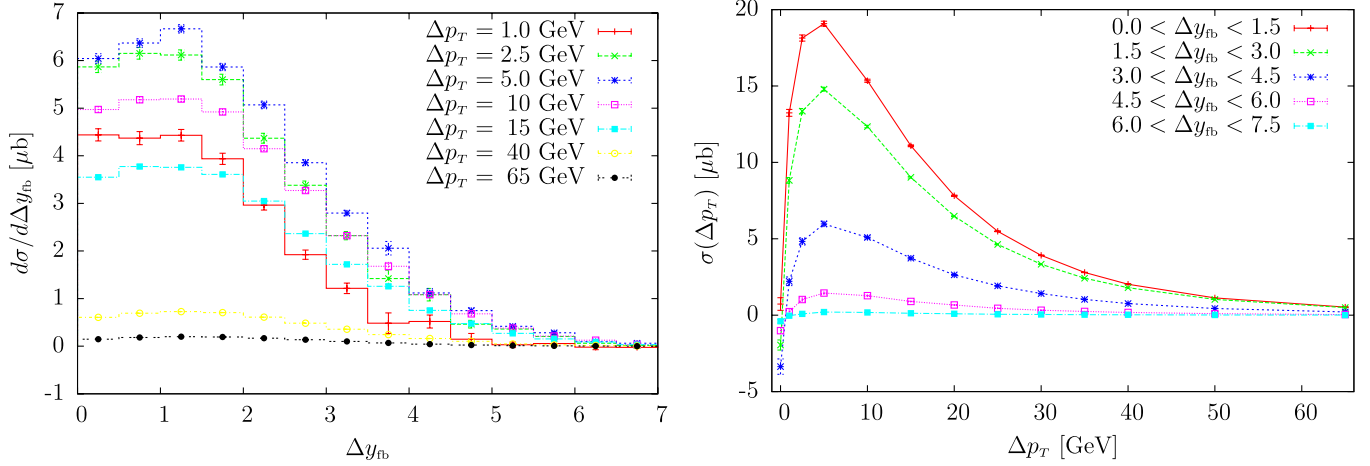 7
6
5
4
3
2
1
0
-1
dσ/dΔy_fb [μb]
Δp_T = 1.0 GeV
Δp_T = 2.5 GeV
Δp_T = 5.0 GeV
Δp_T = 10 GeV
Δp_T = 15 GeV
Δp_T = 40 GeV
Δp_T = 65 GeV
0 1 2 3 4 5 6 7
Δy_fb
20
15
10
5
0
-5
σ(Δp_T) [μb]
0.0 < Δy_fb < 1.5
1.5 < Δy_fb < 3.0
3.0 < Δy_fb < 4.5
4.5 < Δy_fb < 6.0
6.0 < Δy_fb < 7.5
0 10 20 30 40 50 60
Δp_T [GeV]